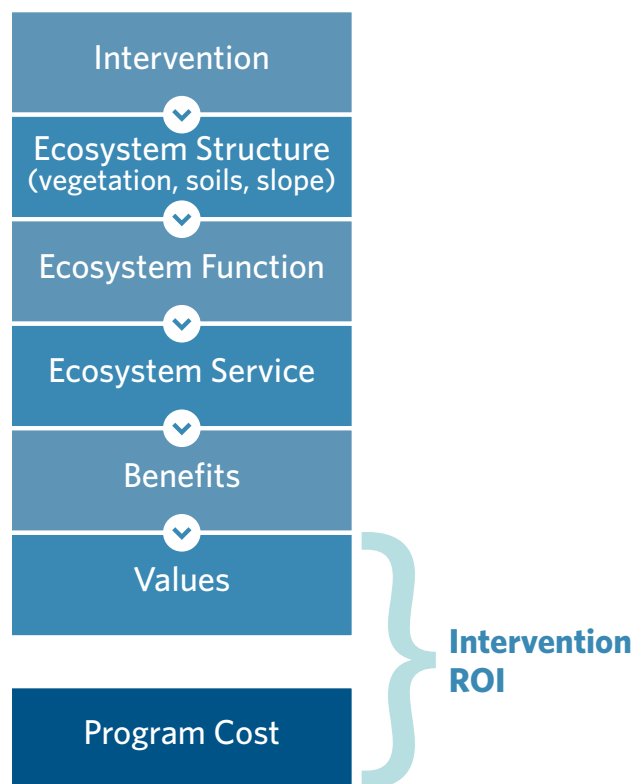 Intervention
Ecosystem Structure
(vegetation, soils, slope)
Ecosystem Function
Ecosystem Service
Benefits
Values
Intervention
ROI
Program Cost